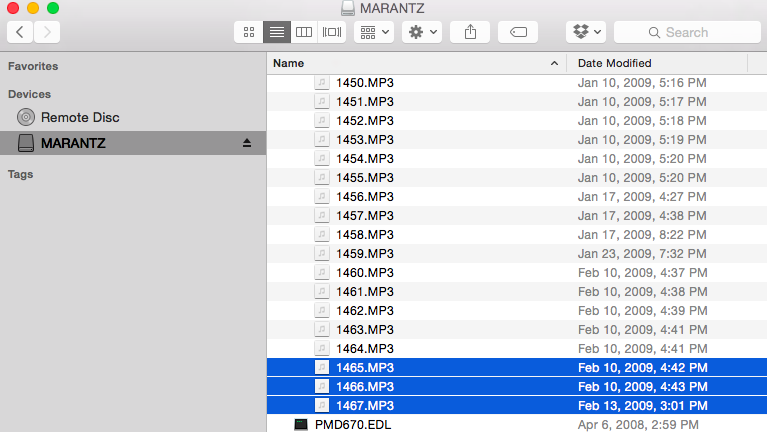 MARANTZ
Search
Favorites
Devices
Remote Disc
MARANTZ
Tags
Name Date Modified
1450.MP3 Jan 10, 2009, 5:16 PM
1451.MP3 Jan 10, 2009, 5:17 PM
1452.MP3 Jan 10, 2009, 5:18 PM
1453.MP3 Jan 10, 2009, 5:19 PM
1454.MP3 Jan 10, 2009, 5:20 PM
1455.MP3 Jan 10, 2009, 5:20 PM
1456.MP3 Jan 17, 2009, 4:27 PM
1457.MP3 Jan 17, 2009, 4:38 PM
1458.MP3 Jan 17, 2009, 8:22 PM
1459.MP3 Jan 23, 2009, 7:32 PM
1460.MP3 Feb 10, 2009, 4:37 PM
1461.MP3 Feb 10, 2009, 4:38 PM
1462.MP3 Feb 10, 2009, 4:39 PM
1463.MP3 Feb 10, 2009, 4:41 PM
1464.MP3 Feb 10, 2009, 4:41 PM
1465.MP3 Feb 10, 2009, 4:42 PM
1466.MP3 Feb 10, 2009, 4:43 PM
1467.MP3 Feb 13, 2009, 3:01 PM
PMD670.EDL Apr 6, 2008, 2:59 PM